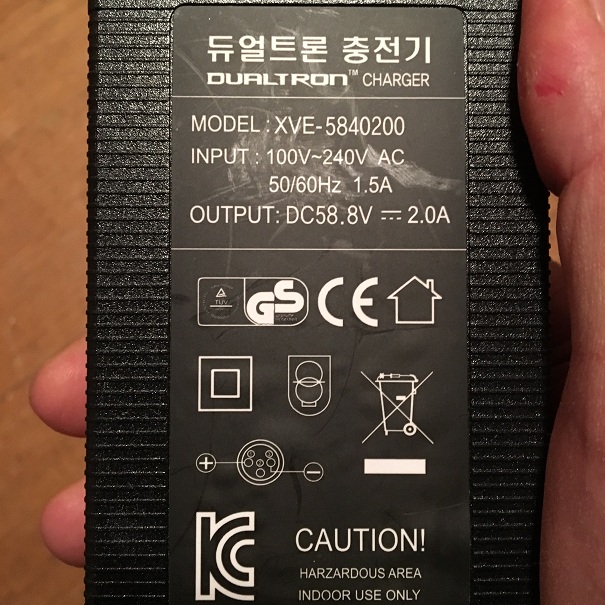 듀얼트론 충전기
DUALTRON™ CHARGER
MODEL : XVE-5840200
INPUT : 100V~240V AC
50/60Hz 1.5A
OUTPUT: DC58.8V ⎓ 2.0A
TÜV GS CE
+ -
KC CAUTION!
HARZARDOUS AREA
INDOOR USE ONLY